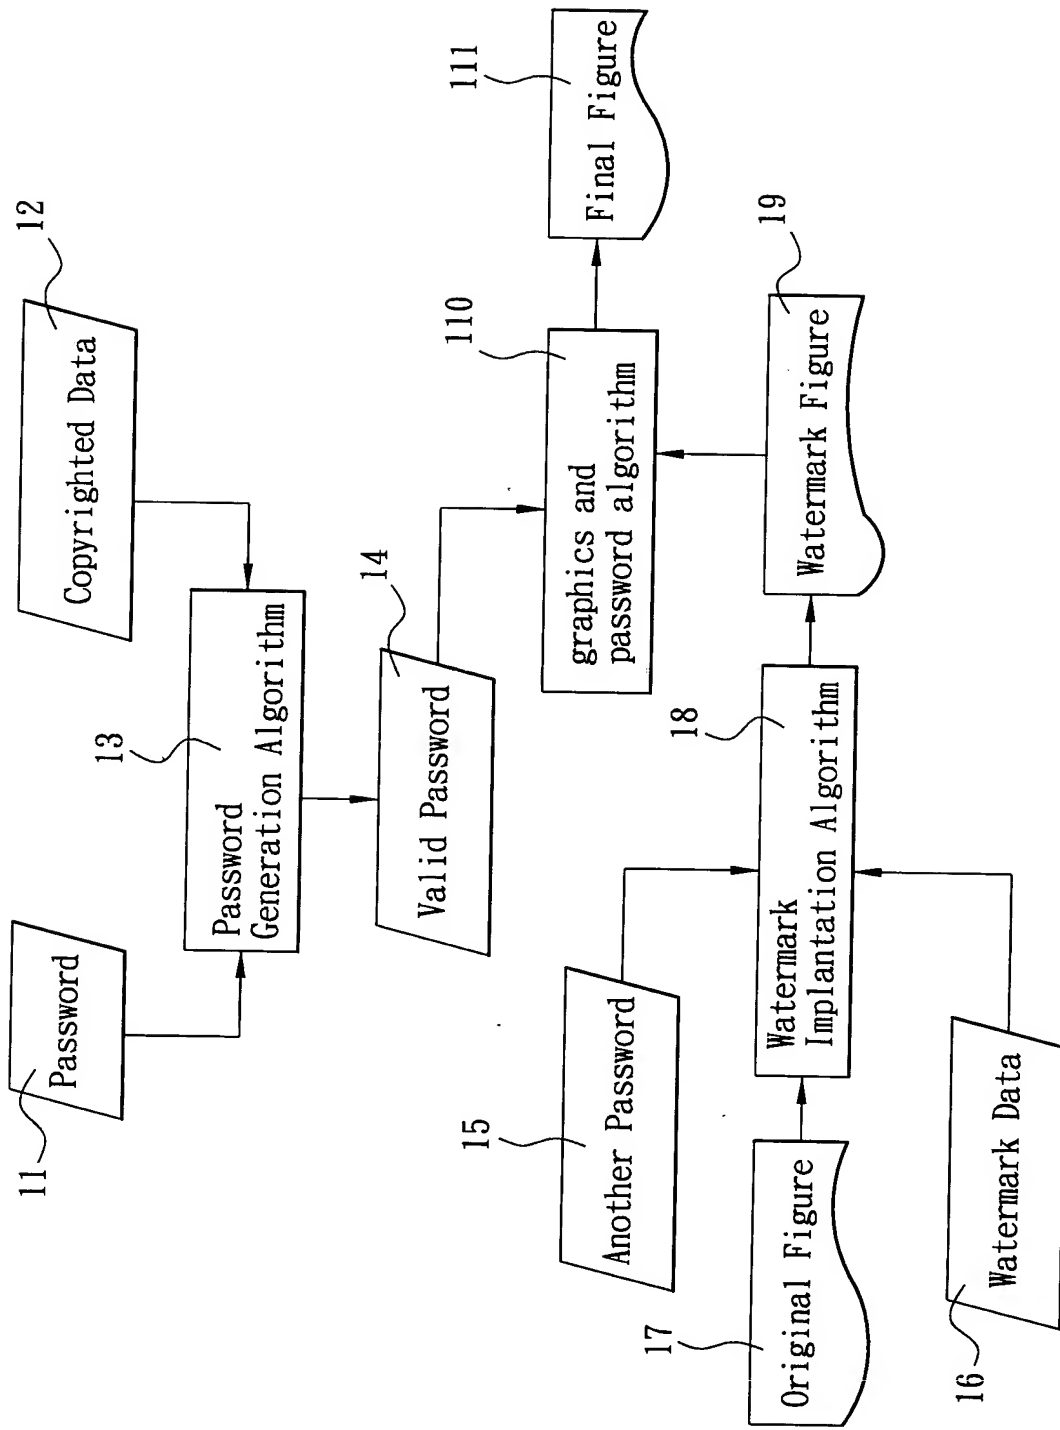 11
Password
12
Copyrighted Data
13
Password
Generation Algorithm
14
Valid Password
15
Another Password
17
Original Figure
16
Watermark Data
18
Watermark
Implantation Algorithm
19
Watermark Figure
110
graphics and
password algorithm
111
Final Figure